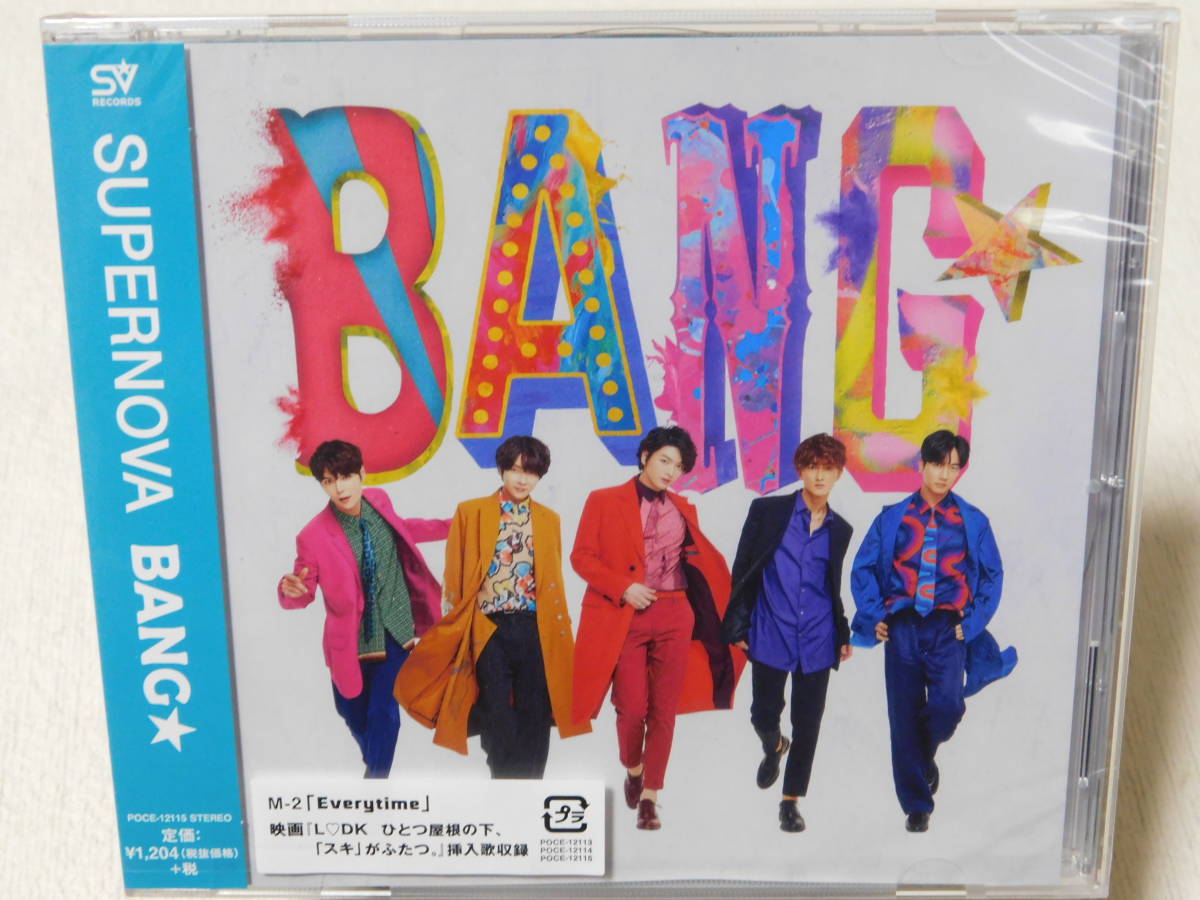 SV
RECORDS
SUPERNOVA BANG★
POCE-12115 STEREO
定価:
¥1,204(税抜価格)
+税
BANG★
M-2「Everytime」
映画『L♡DK ひとつ屋根の下、
「スキ」がふたつ。』挿入歌収録
プラ
POCE-12113
POCE-12114
POCE-12115